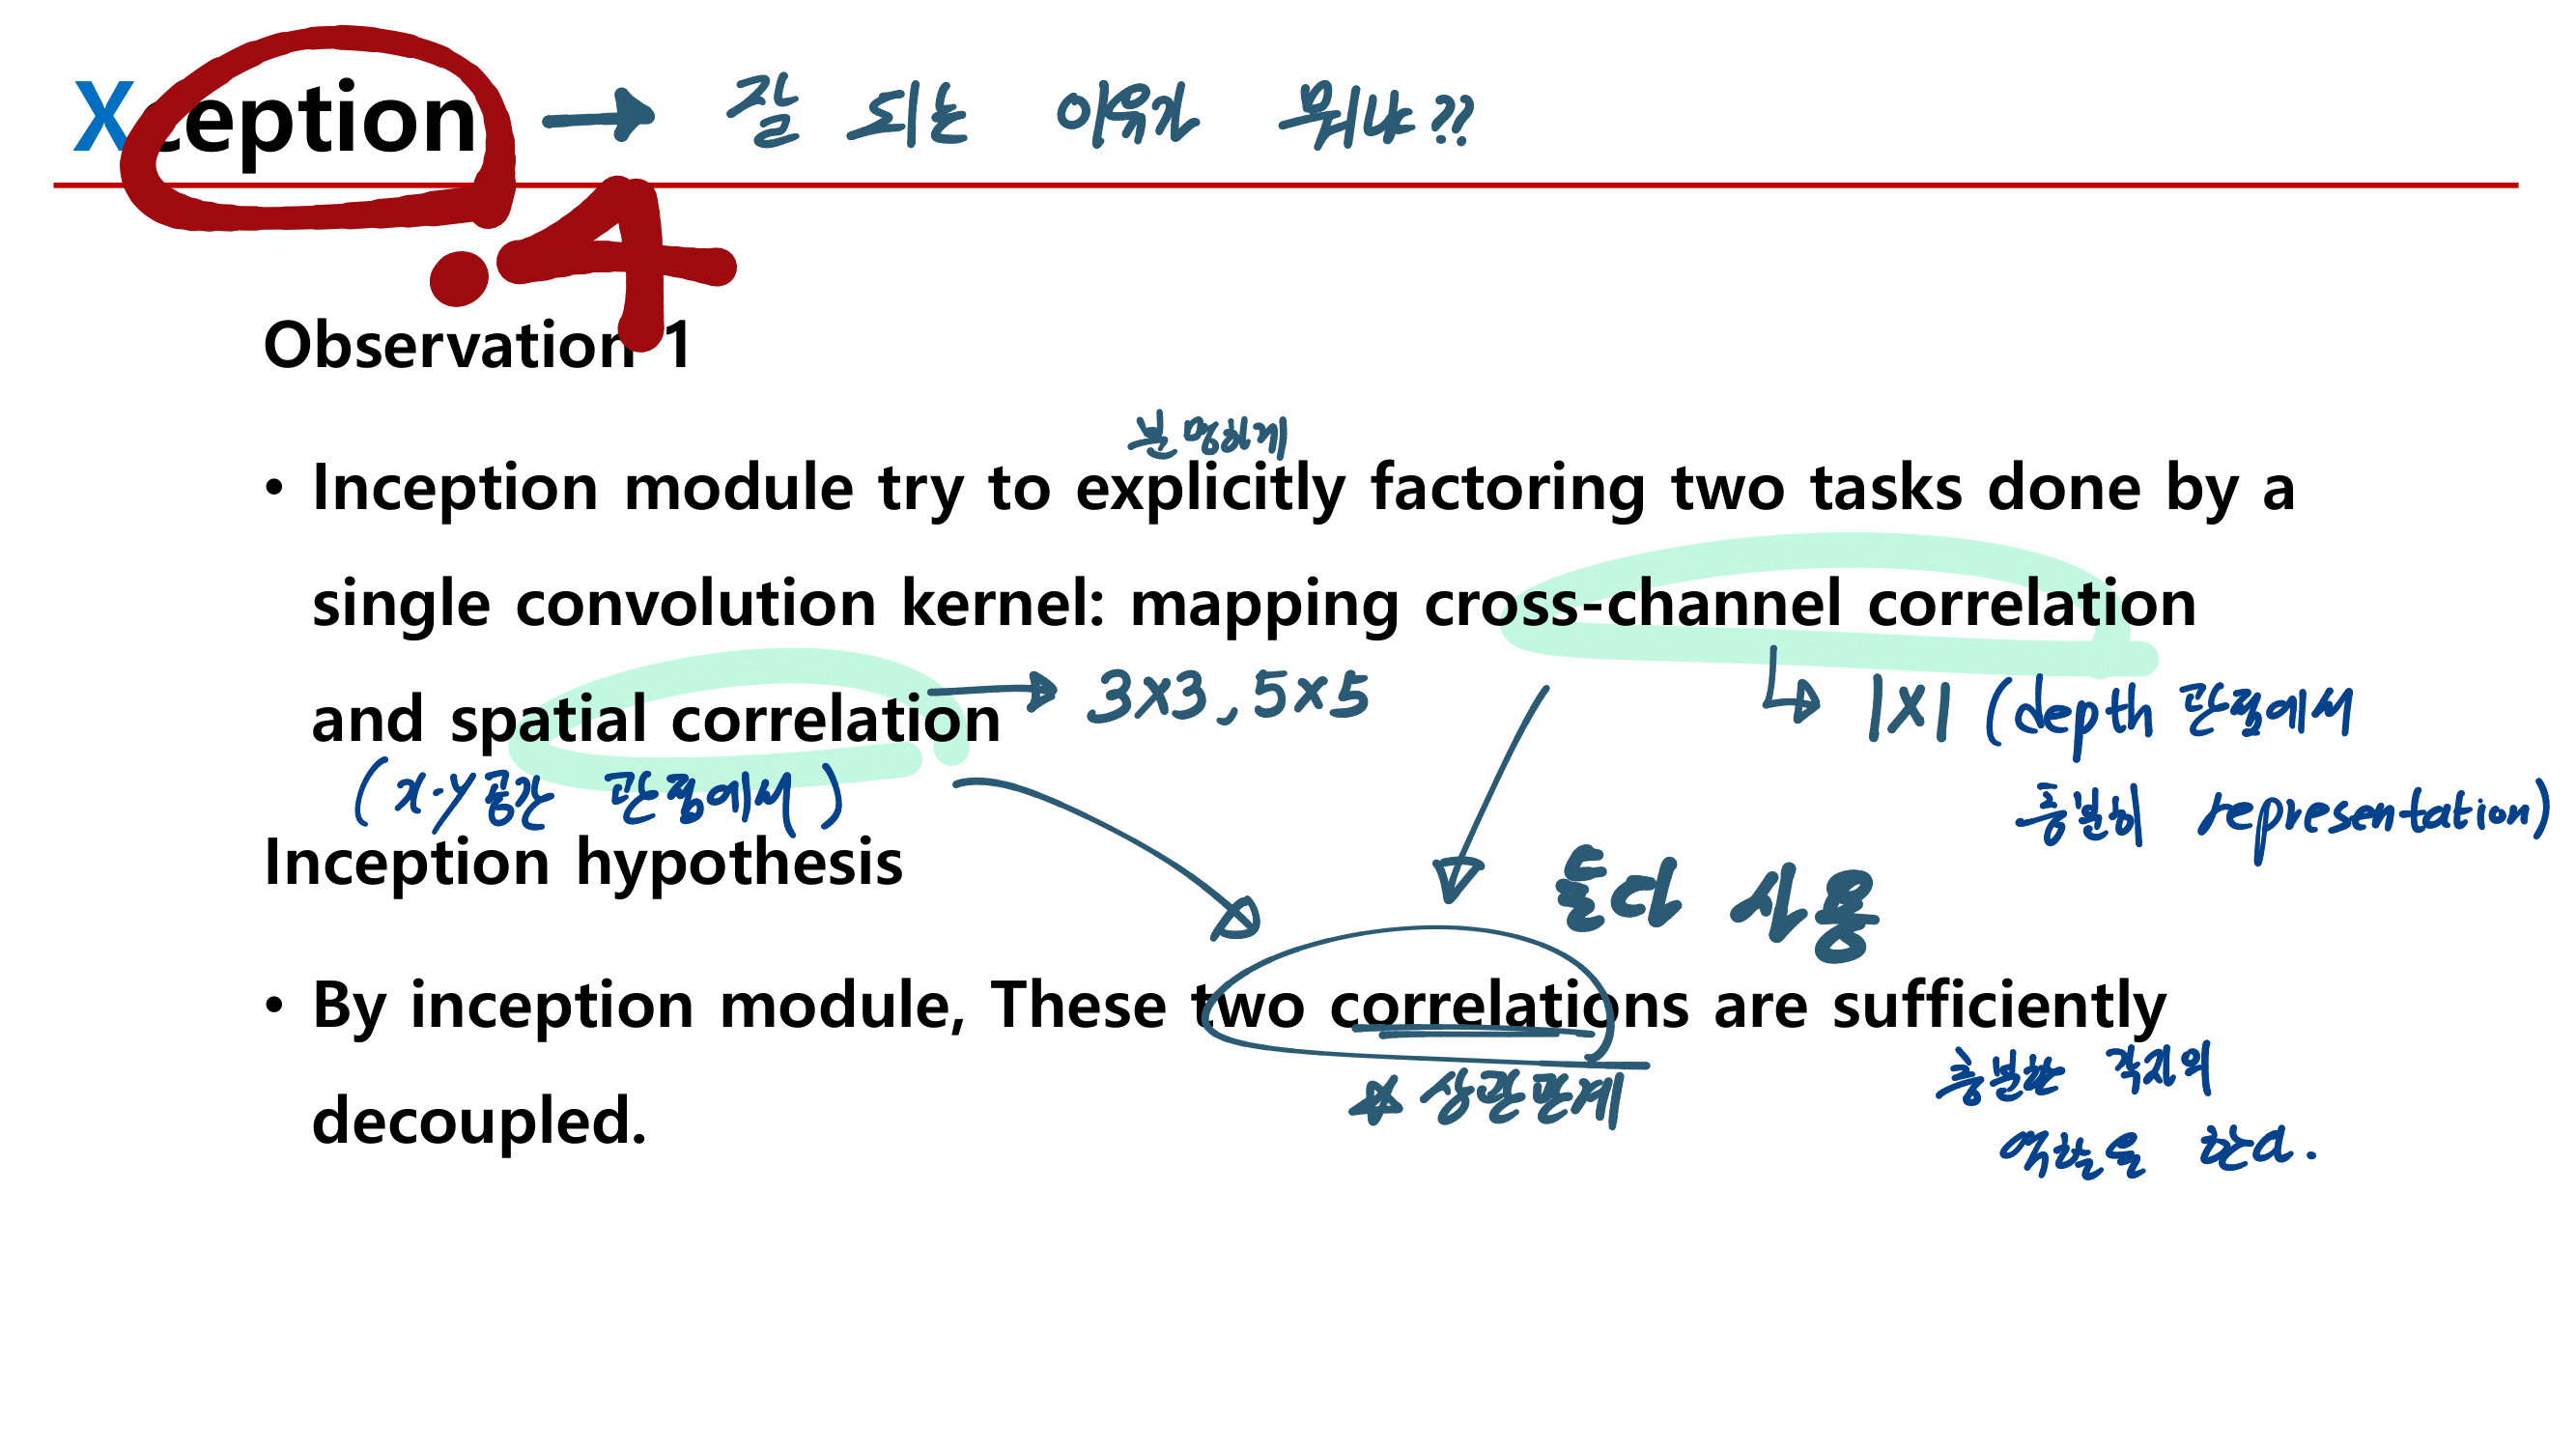 Xception → 잘 되는 이유가 뭐냐??
.4
Observation 1
분명하게
• Inception module try to explicitly factoring two tasks done by a
single convolution kernel: mapping cross-channel correlation
and spatial correlation → 3x3, 5x5
1x1 (depth 관점에서
충분히 representation)
(x.y공간 관점에서)
Inception hypothesis
둘다 사용
• By inception module, These two correlations are sufficiently
☆ 상관관계
충분한 각자의
역할을 한다.
decoupled.